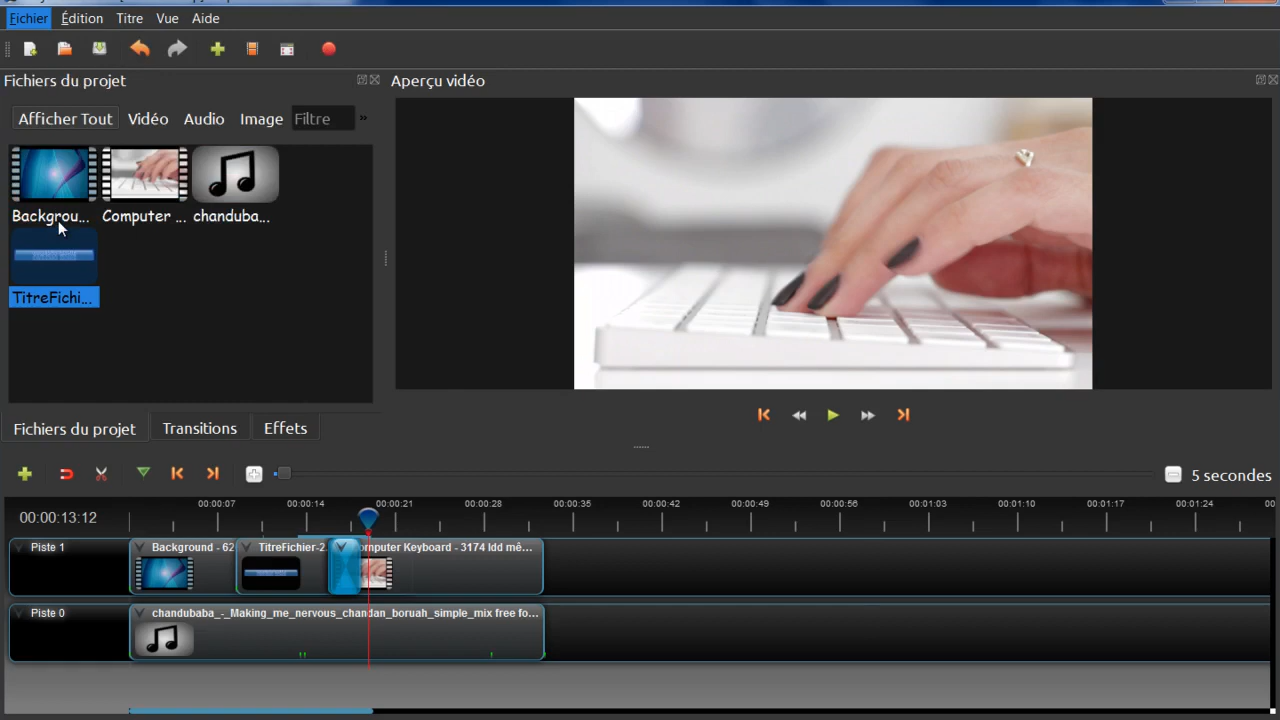 Fichier Édition Titre Vue Aide
Fichiers du projet
Aperçu vidéo
Afficher Tout Vidéo Audio Image Filtre »
Backgrou... Computer ... chanduba...
TitreFichi...
Fichiers du projet Transitions Effets
5 secondes
00:00:13:12
00:00:07 00:00:14 00:00:21 00:00:28 00:00:35 00:00:42 00:00:49 00:00:56 00:01:03 00:01:10 00:01:17 00:01:24 00
Piste 1
Background - 62 TitreFichier-2. omputer Keyboard - 3174 ldd mê...
Piste 0
chandubaba_-_Making_me_nervous_chandan_boruah_simple_mix free fo...